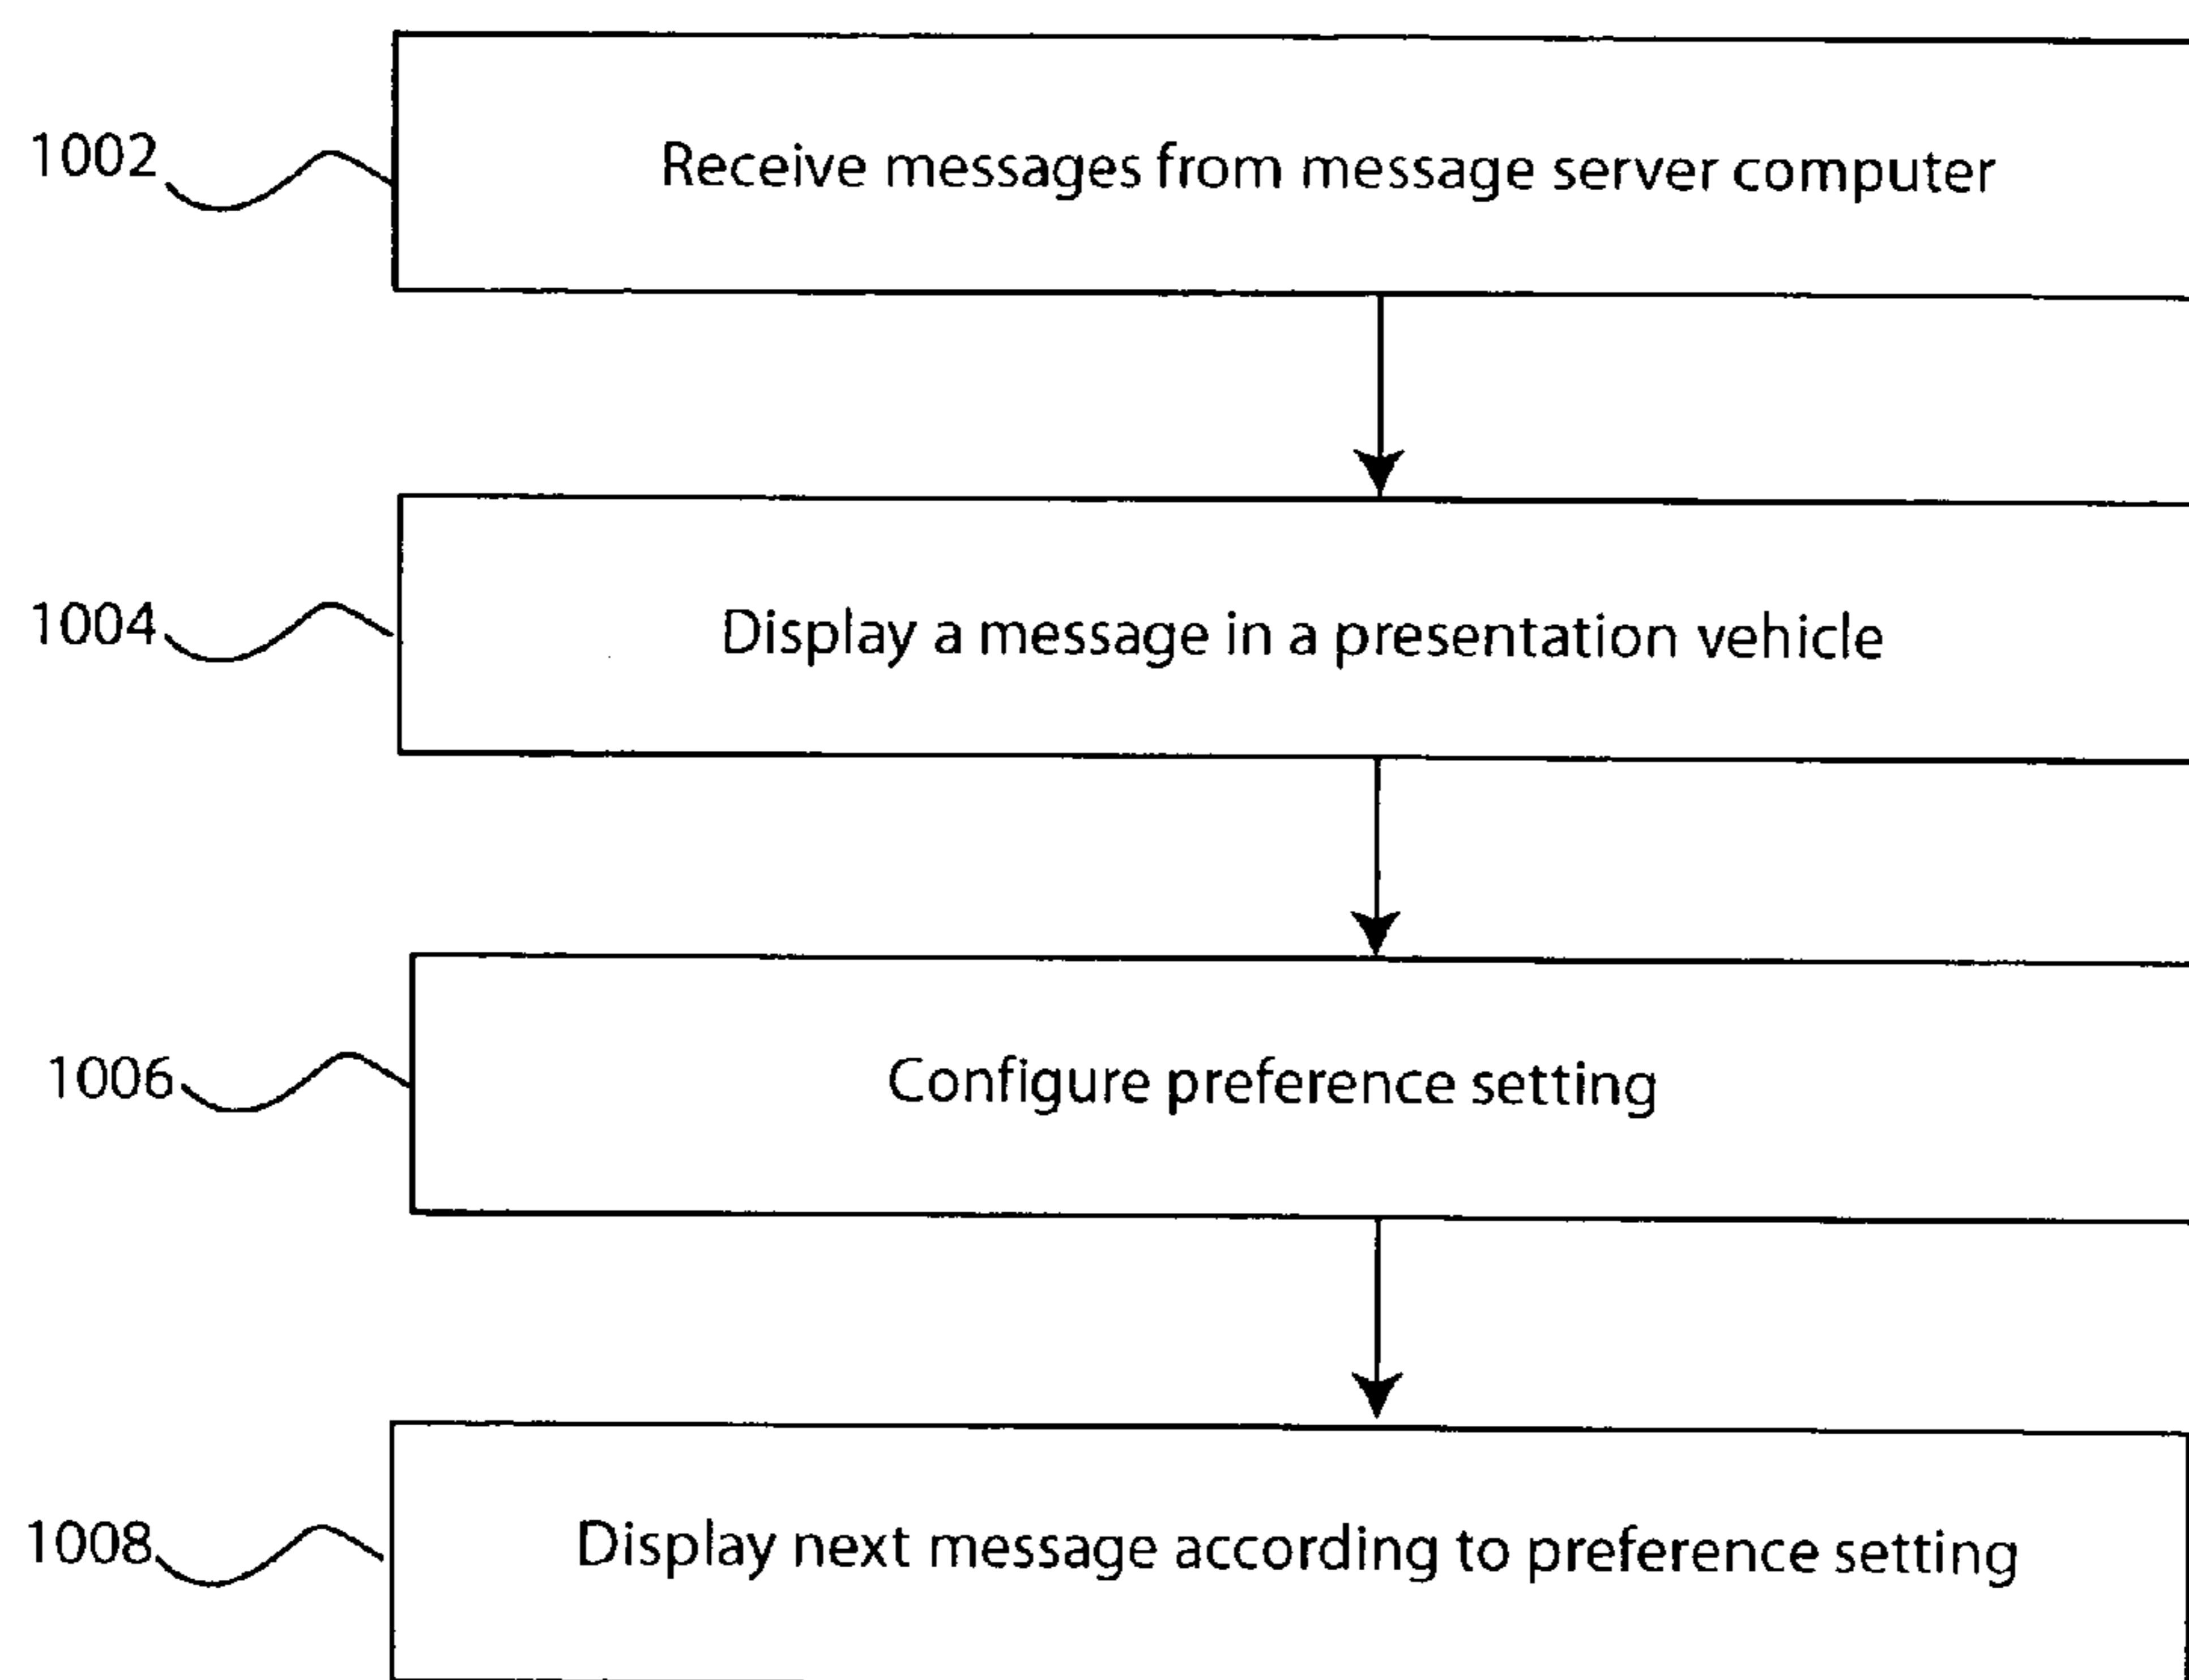 1002
Receive messages from message server computer
1004
Display a message in a presentation vehicle
1006
Configure preference setting
1008
Display next message according to preference setting